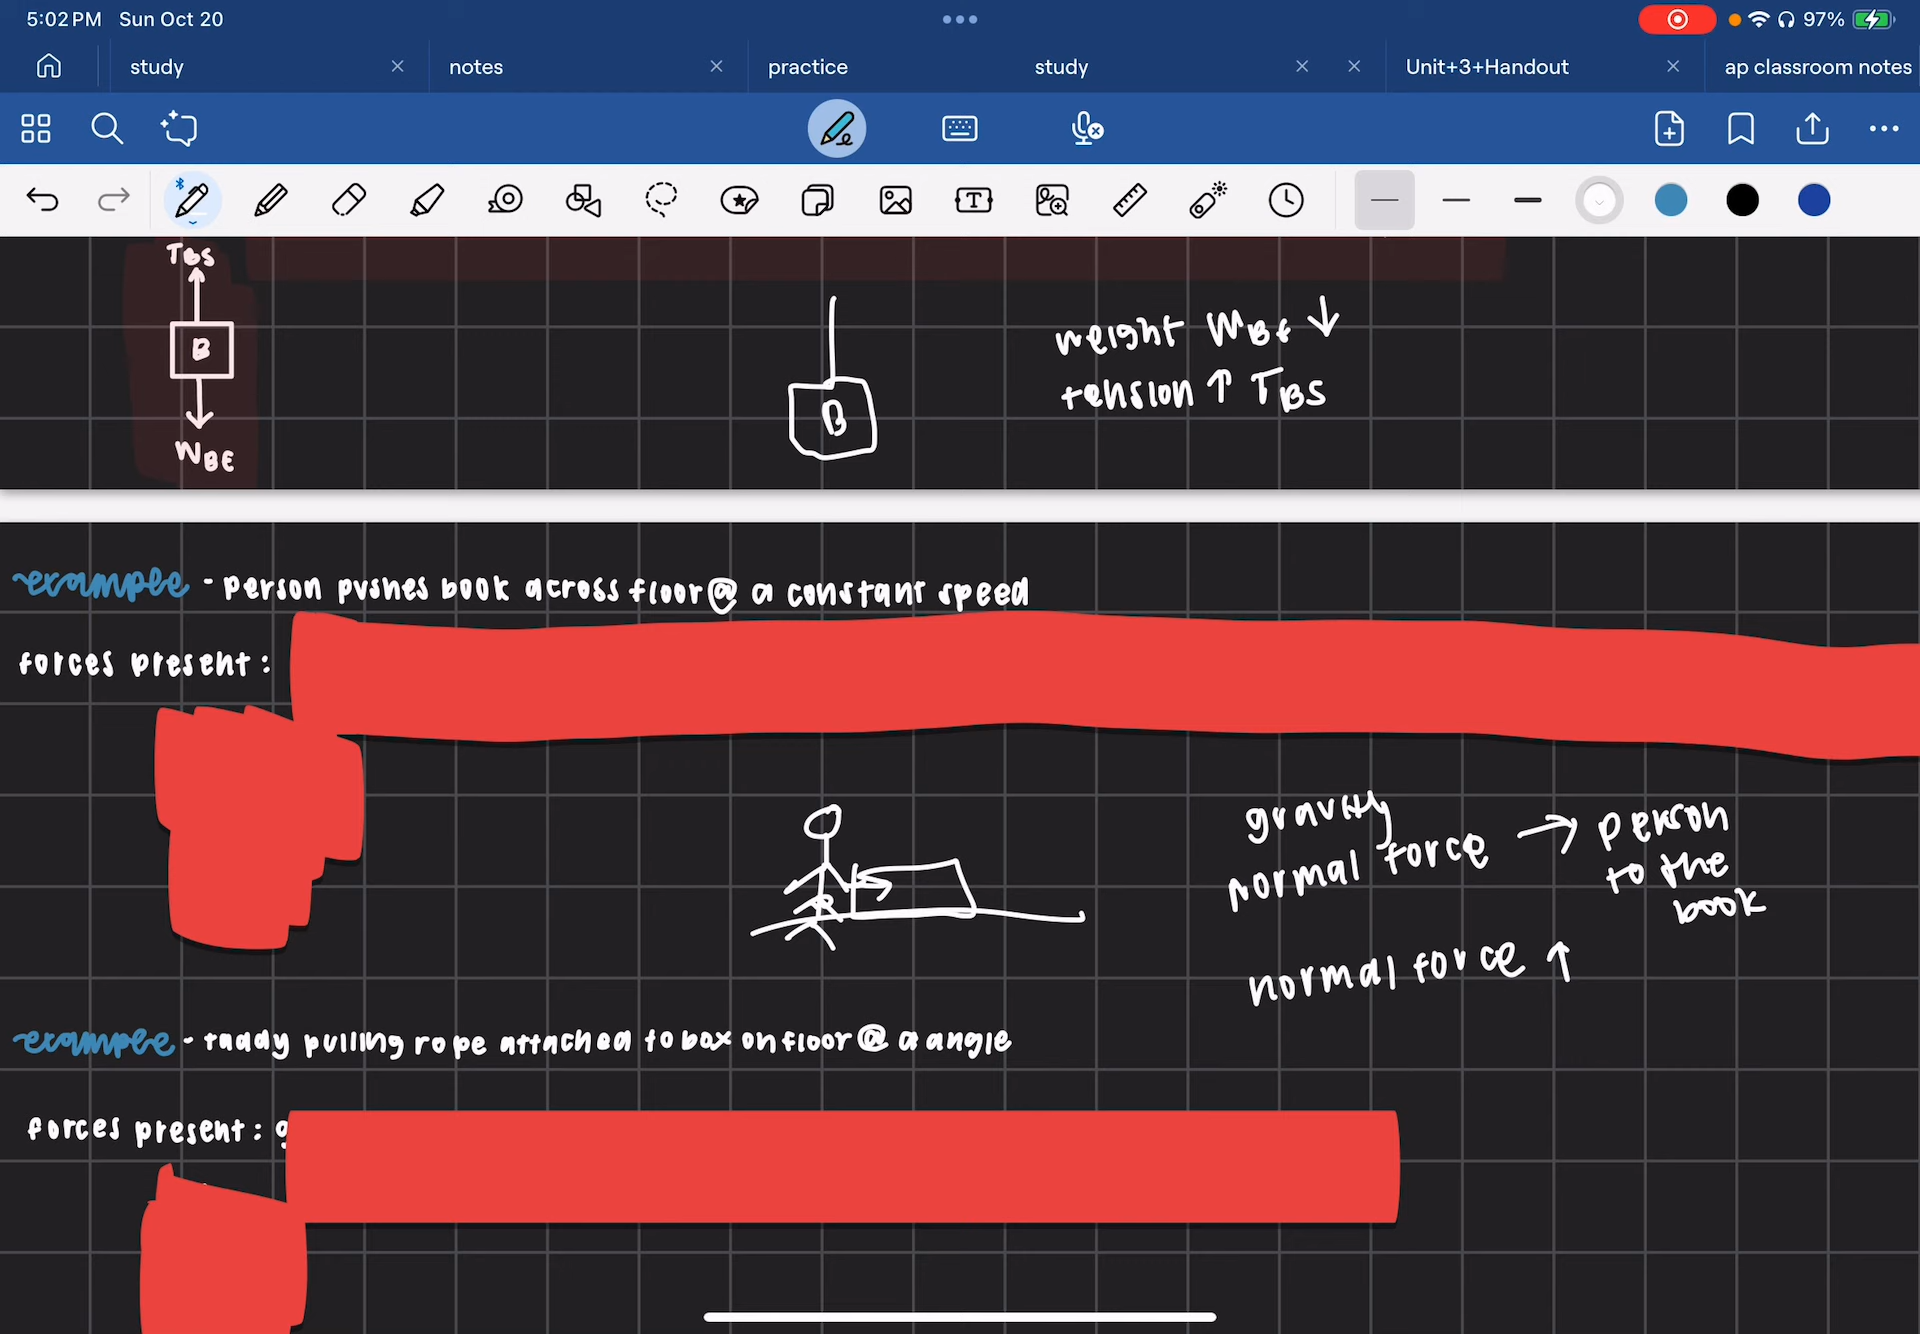 5:02 PM Sun Oct 20
97%
study
notes
practice
study
Unit+3+Handout
ap classroom notes
T
TBS
B
WBE
B
weight WBE ↓
tension ↑ TBS
example - person pushes book across floor @ a constant speed
forces present:
gravity
normal force → person
to the
book
normal force ↑
example - taddy pulling rope attached to box on floor @ a angle
forces present: g